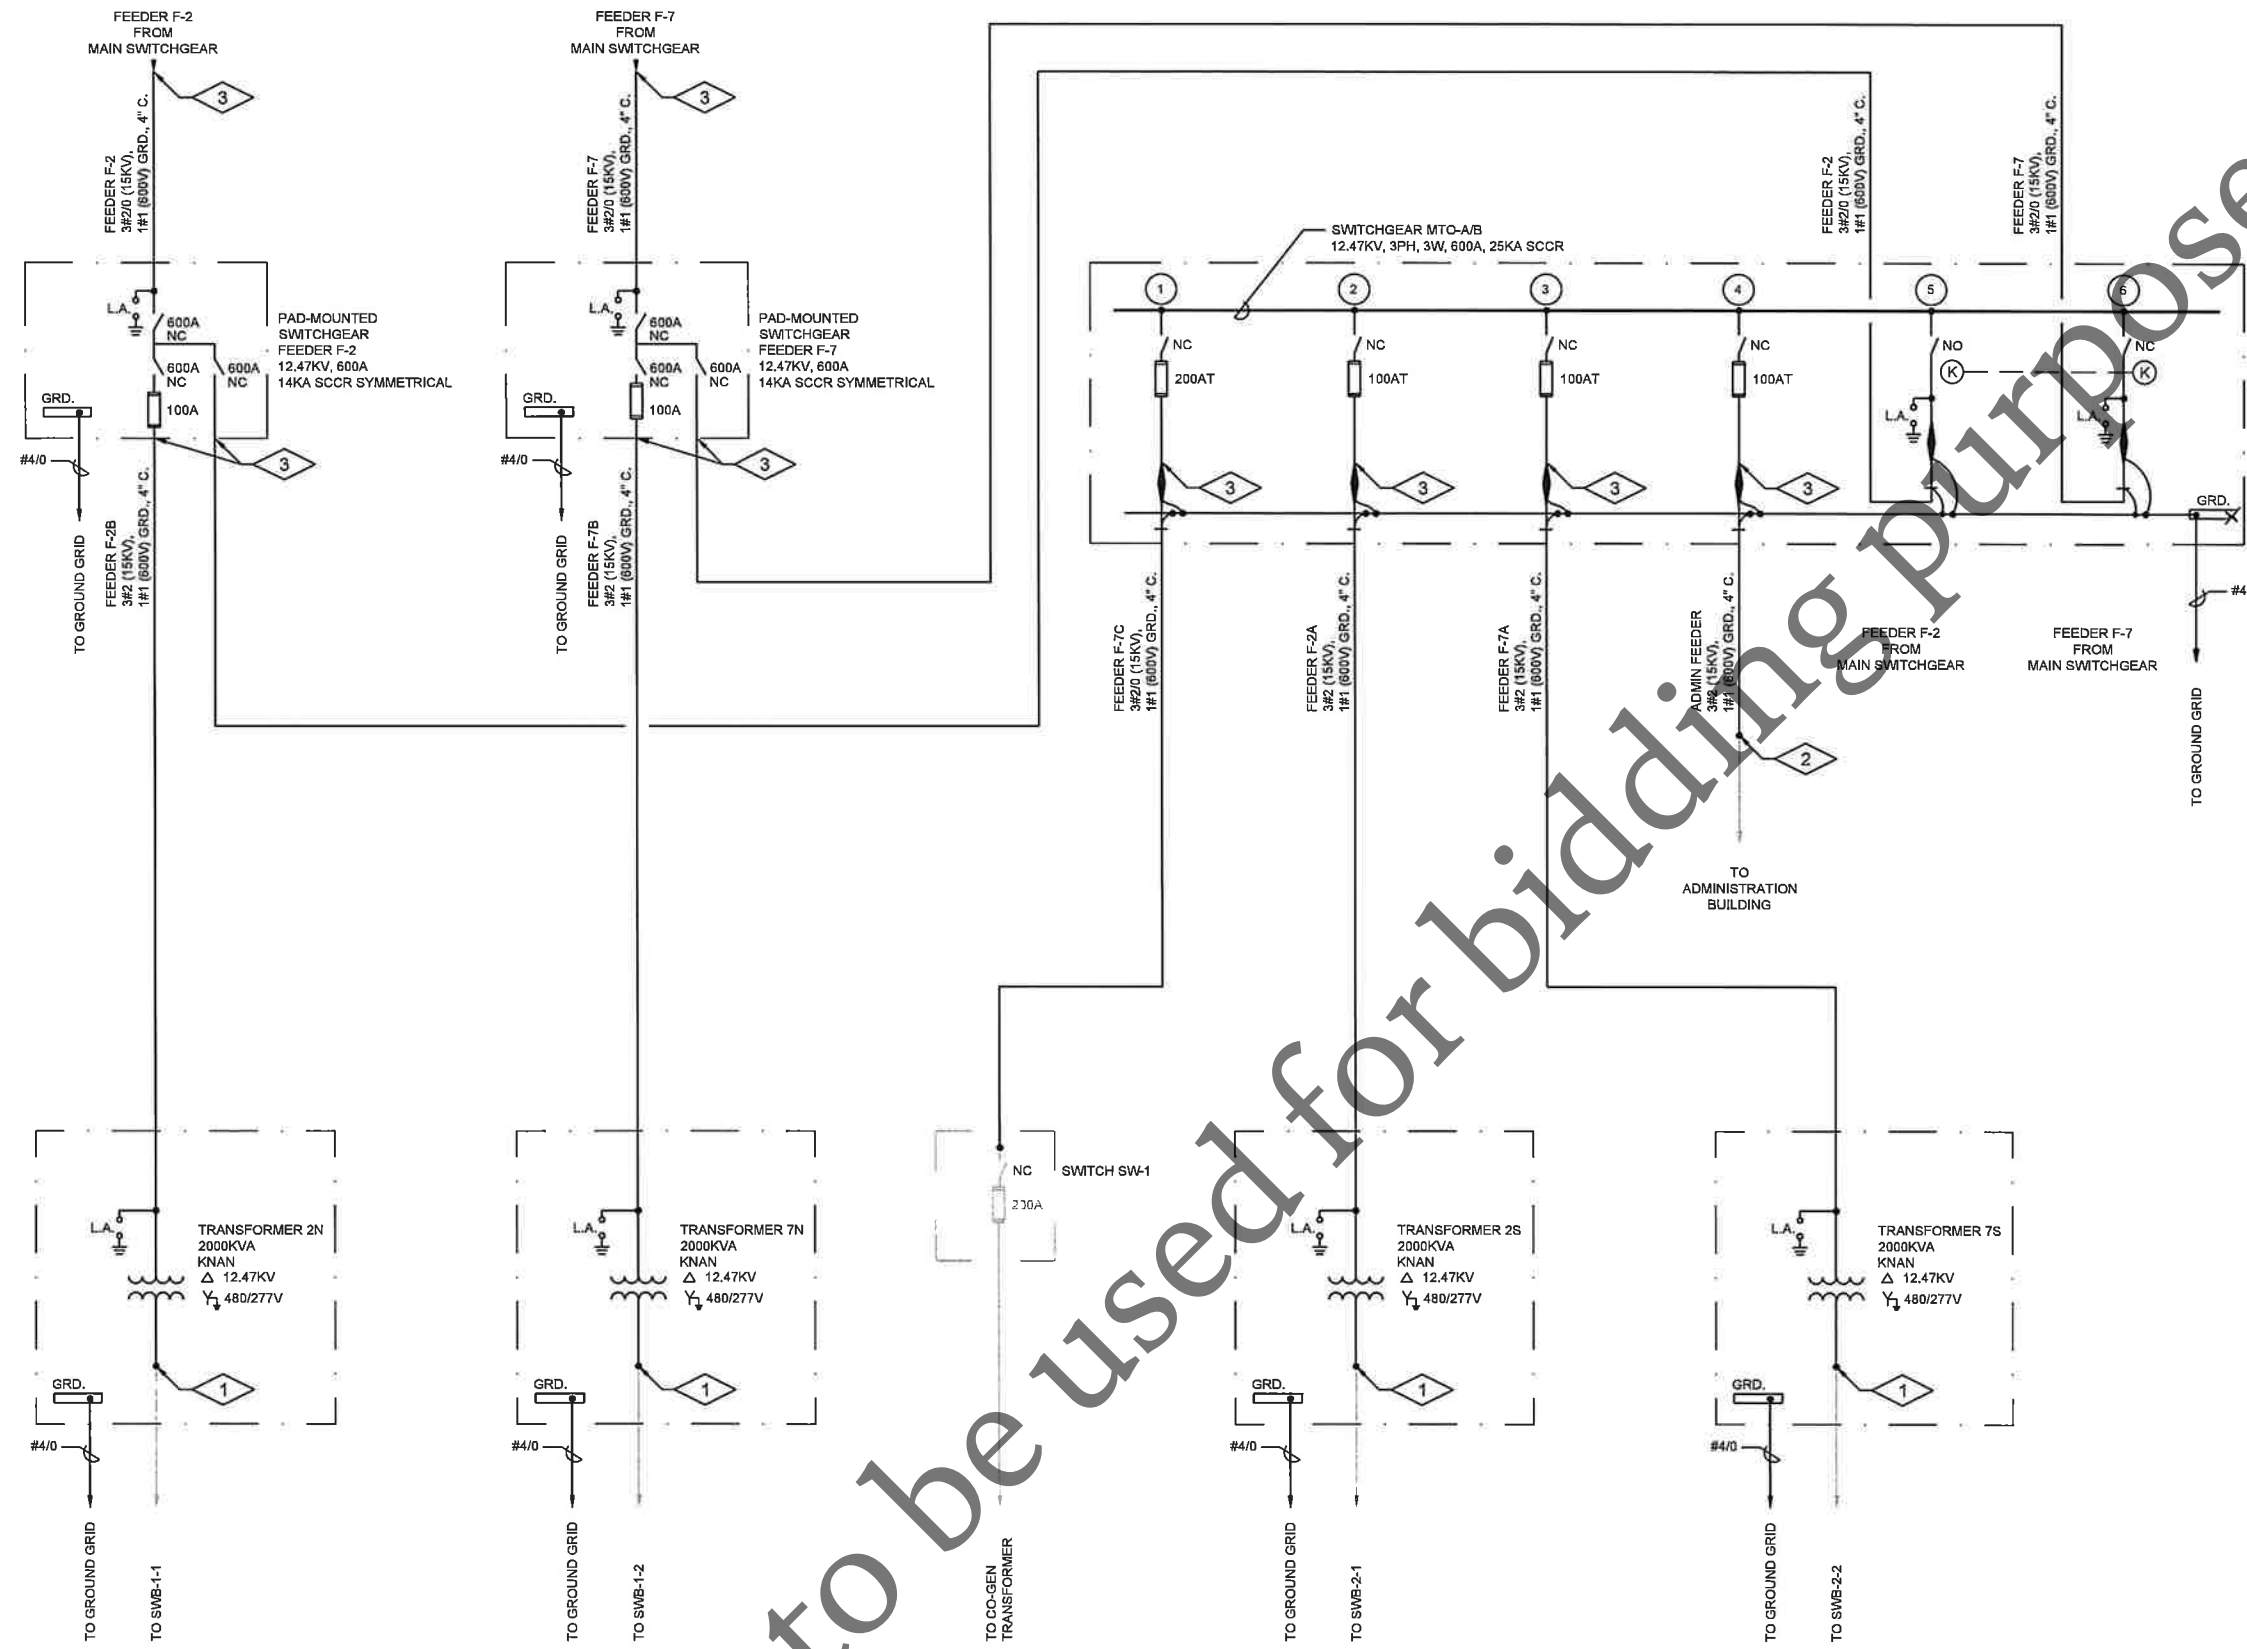 FEEDER F-2
FROM
MAIN SWITCHGEAR
3
FEEDER F-2
3#2/0 (15KV),
1#1 (600V) GRD., 4" C.
L.A.
600A
NC
600A
NC
600A
NC
100A
GRD.
#4/0
TO GROUND GRID
PAD-MOUNTED
SWITCHGEAR
FEEDER F-2
12.47KV, 600A
14KA SCCR SYMMETRICAL
3
FEEDER F-2B
3#2 (15KV),
1#1 (600V) GRD., 4" C.
FEEDER F-7
FROM
MAIN SWITCHGEAR
3
FEEDER F-7
3#2/0 (15KV),
1#1 (600V) GRD., 4" C.
L.A.
600A
NC
600A
NC
600A
NC
100A
GRD.
#4/0
TO GROUND GRID
PAD-MOUNTED
SWITCHGEAR
FEEDER F-7
12.47KV, 600A
14KA SCCR SYMMETRICAL
3
FEEDER F-7B
3#2 (15KV),
1#1 (600V) GRD., 4" C.
SWITCHGEAR MTO-A/B
12.47KV, 3PH, 3W, 600A, 25KA SCCR
FEEDER F-2
3#2/0 (15KV),
1#1 (600V) GRD., 4" C.
FEEDER F-7
3#2/0 (15KV),
1#1 (600V) GRD., 4" C.
1
2
3
4
5
6
NC
NC
NC
NC
NO
NC
200AT
100AT
100AT
100AT
K
K
L.A.
L.A.
3
3
3
3
GRD.
#4
TO GROUND GRID
FEEDER F-7C
3#2/0 (15KV),
1#1 (600V) GRD., 4" C.
FEEDER F-2A
3#2 (15KV),
1#1 (600V) GRD., 4" C.
FEEDER F-7A
3#2 (15KV),
1#1 (600V) GRD., 4" C.
ADMIN FEEDER
3#2 (15KV),
1#1 (600V) GRD., 4" C.
FEEDER F-2
FROM
MAIN SWITCHGEAR
FEEDER F-7
FROM
MAIN SWITCHGEAR
2
TO
ADMINISTRATION
BUILDING
L.A.
TRANSFORMER 2N
2000KVA
KNAN
Δ 12.47KV
Y 480/277V
1
GRD.
#4/0
TO GROUND GRID
TO SWB-1-1
L.A.
TRANSFORMER 7N
2000KVA
KNAN
Δ 12.47KV
Y 480/277V
1
GRD.
#4/0
TO GROUND GRID
TO SWB-1-2
NC
SWITCH SW-1
200A
TO CO-GEN
TRANSFORMER
L.A.
TRANSFORMER 2S
2000KVA
KNAN
Δ 12.47KV
Y 480/277V
1
GRD.
#4/0
TO GROUND GRID
TO SWB-2-1
L.A.
TRANSFORMER 7S
2000KVA
KNAN
Δ 12.47KV
Y 480/277V
1
GRD.
#4/0
TO GROUND GRID
TO SWB-2-2
to be used for bidding purpose